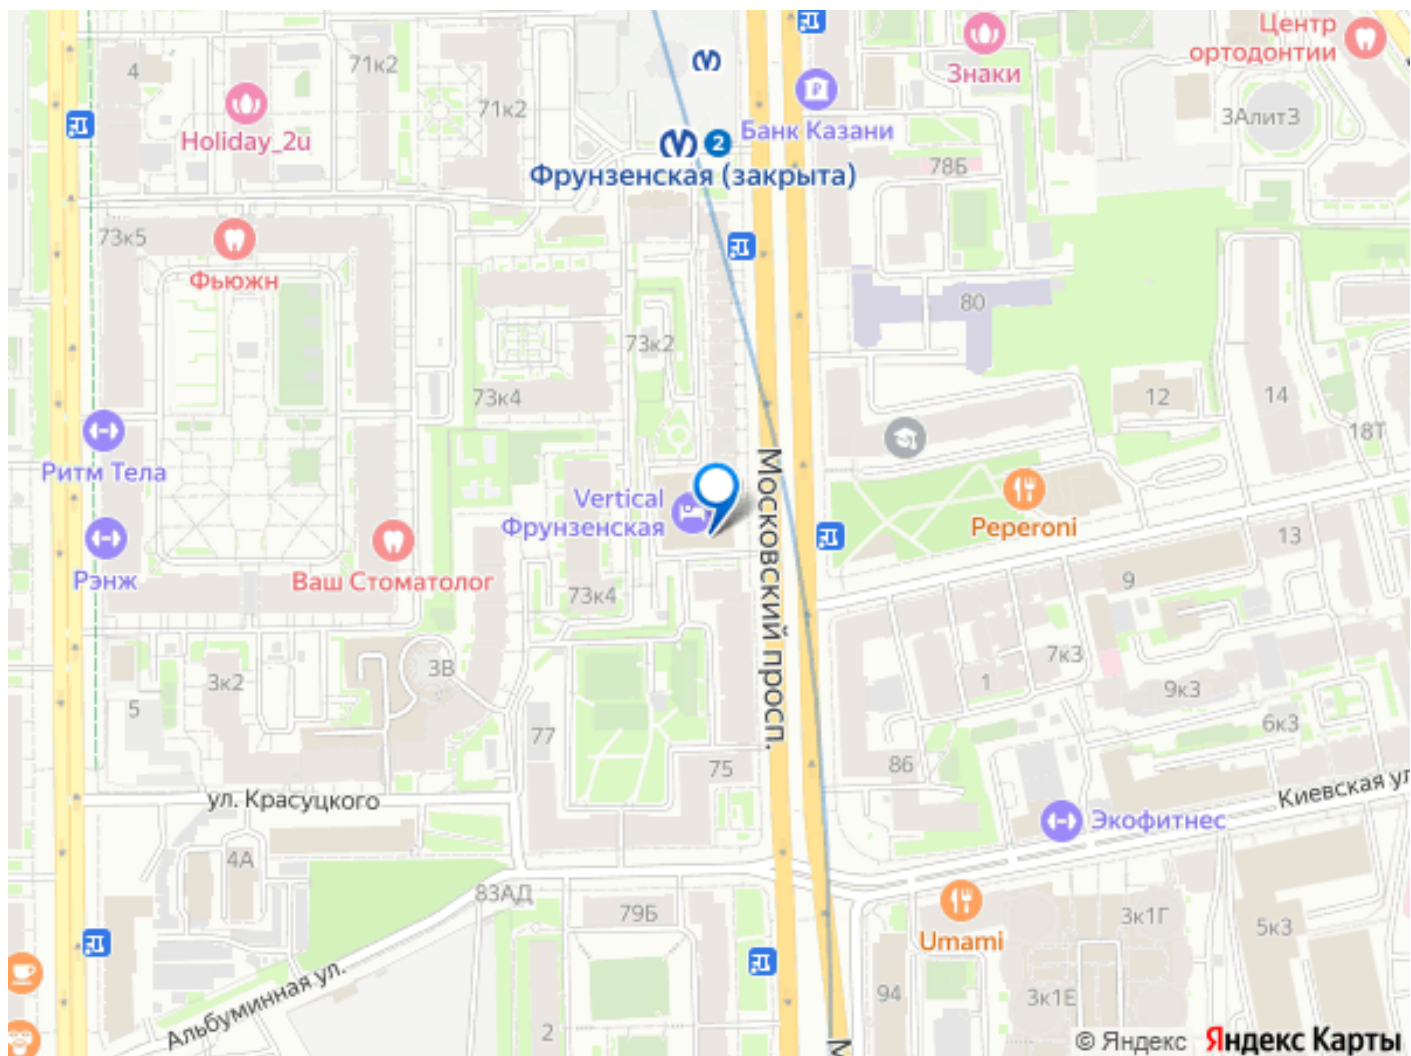 Центр
ортодонтии
4
71к2
Знаки
71к2
Банк Казани
3АлитЗ
Holiday_2u
2
Фрунзенская (закрыта)
78Б
73к5
Фьюжн
80
73к2
73к4
12
14
18Т
Ритм Тела
Vertical
Фрунзенская
Московский просп.
Peperoni
13
Рэнж
Ваш Стоматолог
73к4
9
3В
7к3
3к2
1
9к3
5
77
6к3
75
86
ул. Красуцкого
Киевская ул
Экофитнес
4А
83АД
79Б
3к1Г
5к3
Umami
Альбуминная ул.
94
3к1Е
2
М
© Яндекс Яндекс Карты